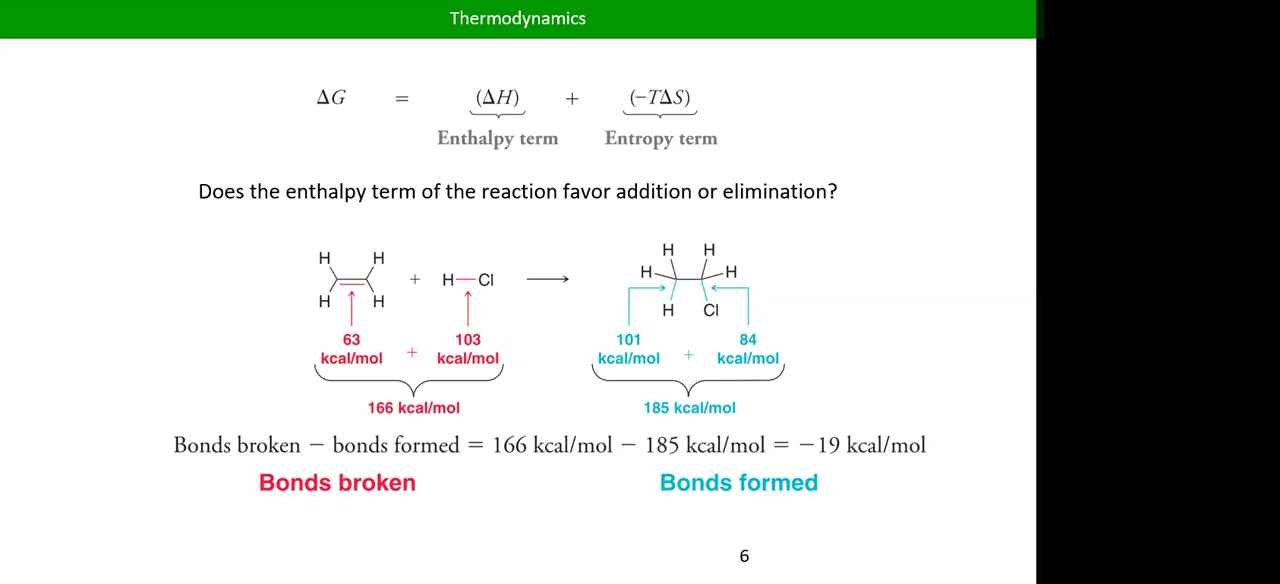 Thermodynamics
ΔG = (ΔH) + (−TΔS)
Enthalpy term Entropy term
Does the enthalpy term of the reaction favor addition or elimination?
H H H H
H H
+ H Cl
H H H Cl
63 103 101 84
kcal/mol + kcal/mol kcal/mol + kcal/mol
166 kcal/mol 185 kcal/mol
Bonds broken − bonds formed = 166 kcal/mol − 185 kcal/mol = −19 kcal/mol
Bonds broken Bonds formed
6